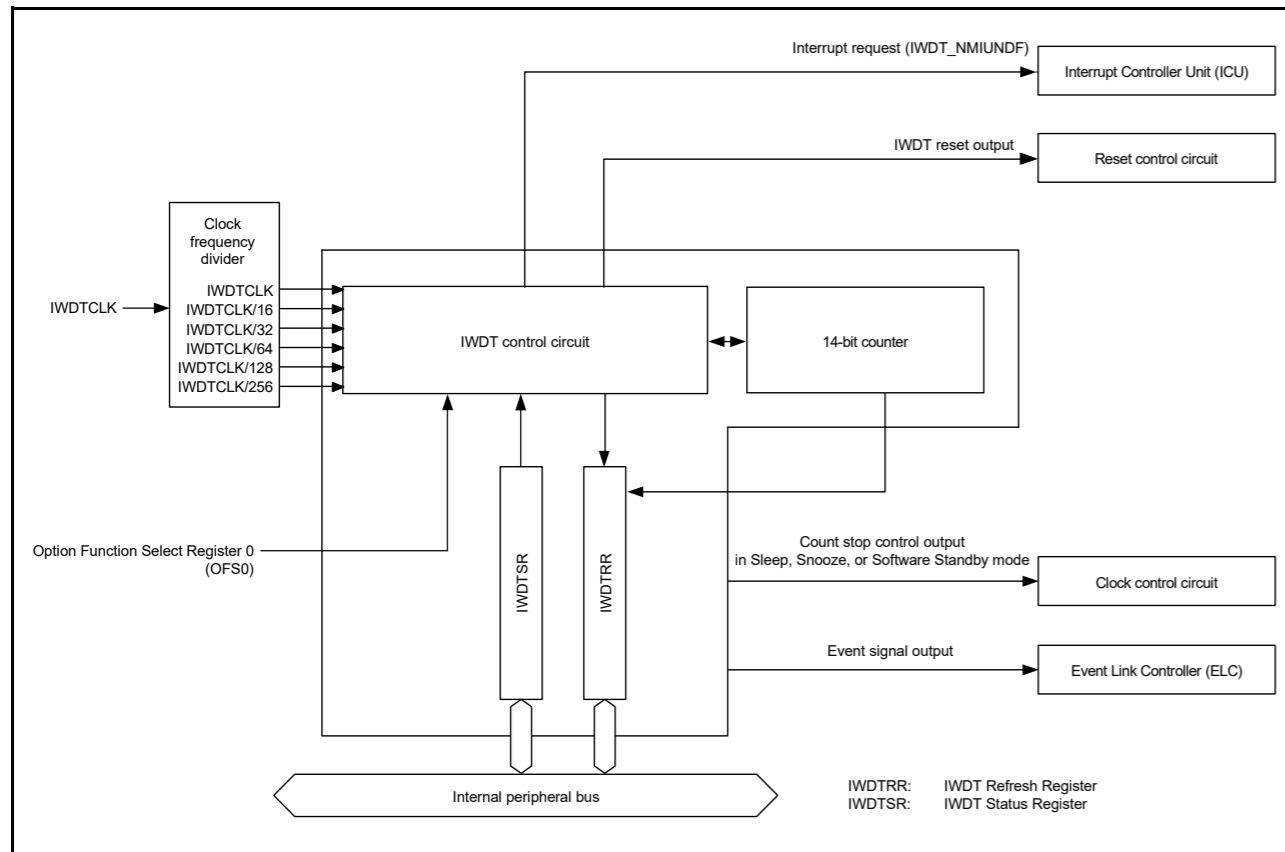 Interrupt request (IWDT_NMIUNDF)
Interrupt Controller Unit (ICU)
IWDT reset output
Reset control circuit
Clock
frequency
divider
IWDTCLK
IWDTCLK
IWDTCLK/16
IWDTCLK/32
IWDTCLK/64
IWDTCLK/128
IWDTCLK/256
IWDT control circuit
14-bit counter
Option Function Select Register 0
(OFS0)
IWDTSR
IWDTRR
Count stop control output
in Sleep, Snooze, or Software Standby mode
Clock control circuit
Event signal output
Event Link Controller (ELC)
Internal peripheral bus
IWDTRR: IWDT Refresh Register
IWDTSR: IWDT Status Register